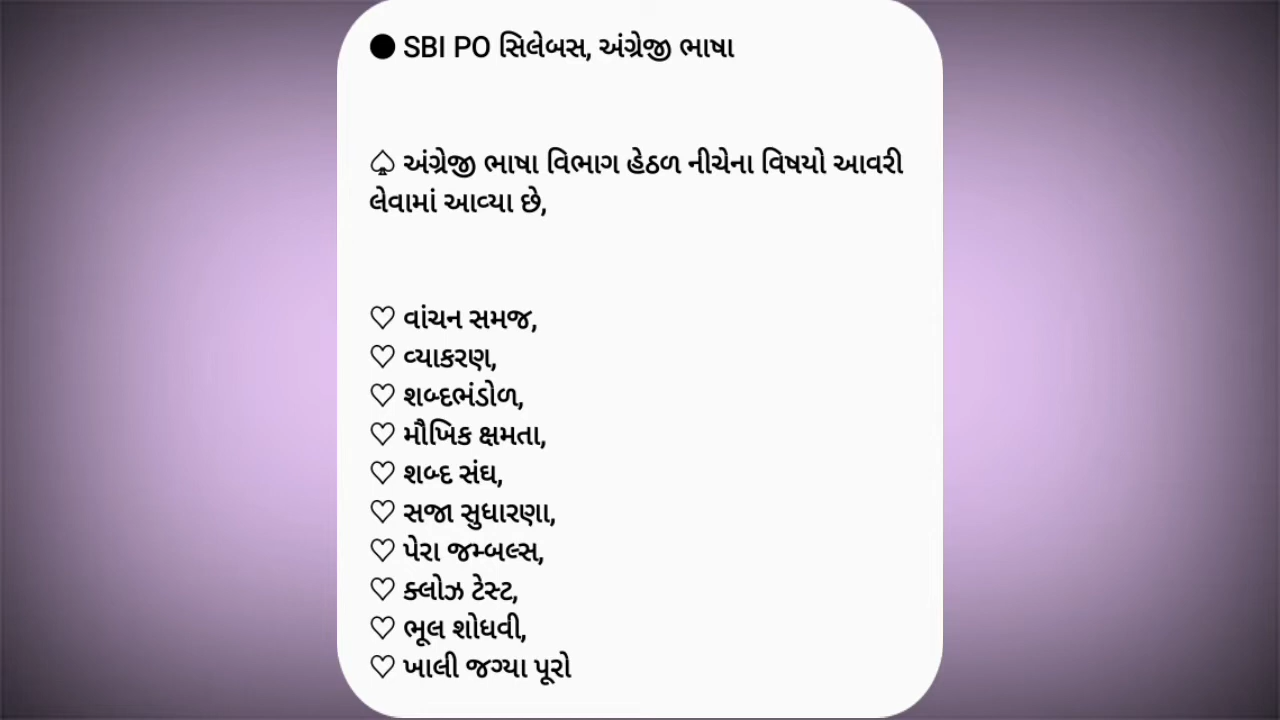 ● SBI PO સિલેબસ, અંગ્રેજી ભાષા
♤ અંગ્રેજી ભાષા વિભાગ હેઠળ નીચેના વિષયો આવરી
લેવામાં આવ્યા છે,
♡ વાંચન સમજ,
♡ વ્યાકરણ,
♡ શબ્દભંડોળ,
♡ મૌખિક ક્ષમતા,
♡ શબ્દ સંઘ,
♡ સજા સુધારણા,
♡ પેરા જમ્બલ્સ,
♡ ક્લોઝ ટેસ્ટ,
♡ ભૂલ શોધવી,
♡ ખાલી જગ્યા પૂરો